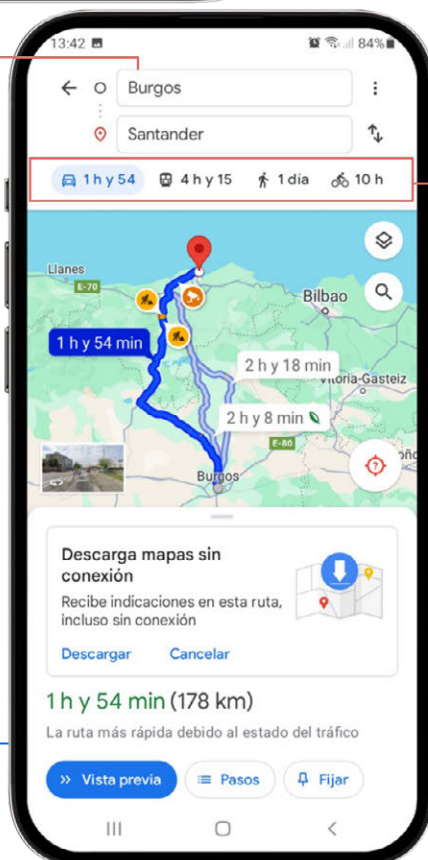 13:42 84%
Burgos
Santander
1 h y 54 4 h y 15 1 día 10 h
Llanes
E-70
Bilbao
1 h y 54 min
2 h y 18 min
Vitoria-Gasteiz
2 h y 8 min
E-80
Burgos
Descarga mapas sin
conexión
Recibe indicaciones en esta ruta,
incluso sin conexión
Descargar Cancelar
1 h y 54 min (178 km)
La ruta más rápida debido al estado del tráfico
Vista previa Pasos Fijar